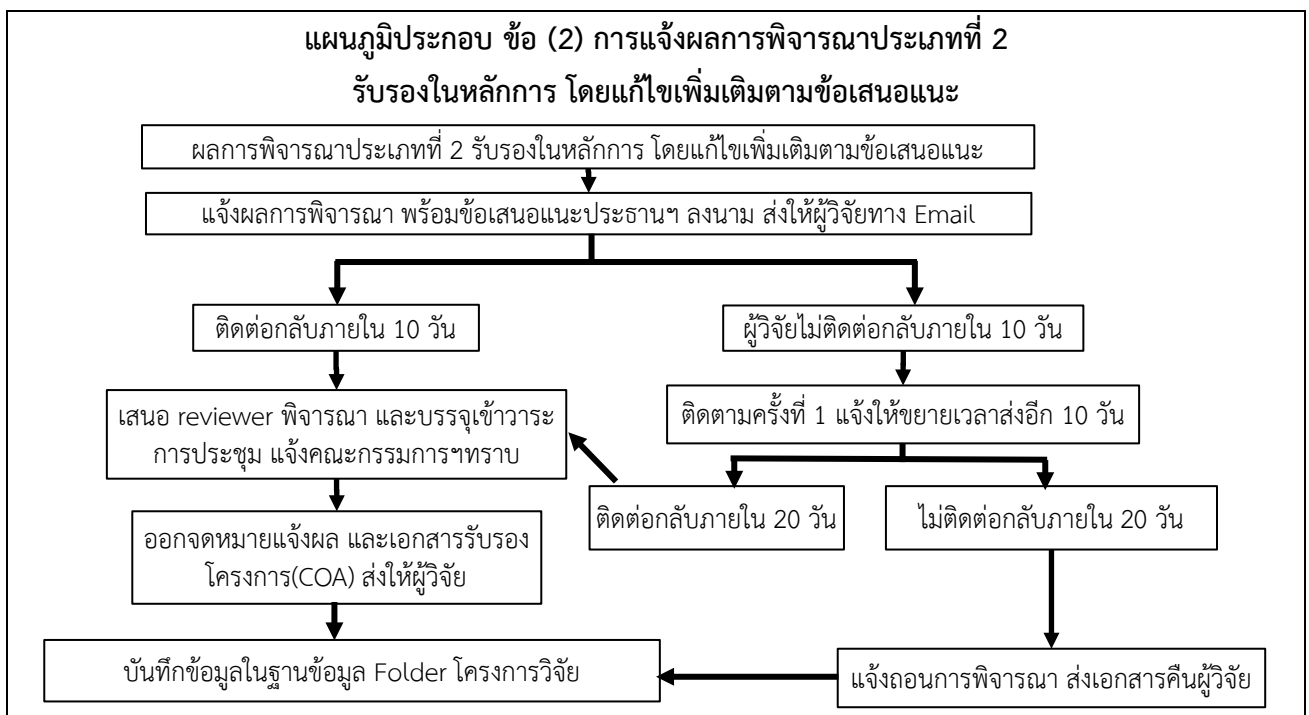 แผนภูมิประกอบ ข้อ (2) การแจ้งผลการพิจารณาประเภทที่ 2
รับรองในหลักการ โดยแก้ไขเพิ่มเติมตามข้อเสนอแนะ
ผลการพิจารณาประเภทที่ 2 รับรองในหลักการ โดยแก้ไขเพิ่มเติมตามข้อเสนอแนะ
แจ้งผลการพิจารณา พร้อมข้อเสนอแนะประธานฯ ลงนาม ส่งให้ผู้วิจัยทาง Email
ติดต่อกลับภายใน 10 วัน
ผู้วิจัยไม่ติดต่อกลับภายใน 10 วัน
เสนอ reviewer พิจารณา และบรรจุเข้าวาระ
การประชุม แจ้งคณะกรรมการฯทราบ
ติดตามครั้งที่ 1 แจ้งให้ขยายเวลาส่งอีก 10 วัน
ติดต่อกลับภายใน 20 วัน
ไม่ติดต่อกลับภายใน 20 วัน
ออกจดหมายแจ้งผล และเอกสารรับรอง
โครงการ(COA) ส่งให้ผู้วิจัย
บันทึกข้อมูลในฐานข้อมูล Folder โครงการวิจัย
แจ้งถอนการพิจารณา ส่งเอกสารคืนผู้วิจัย